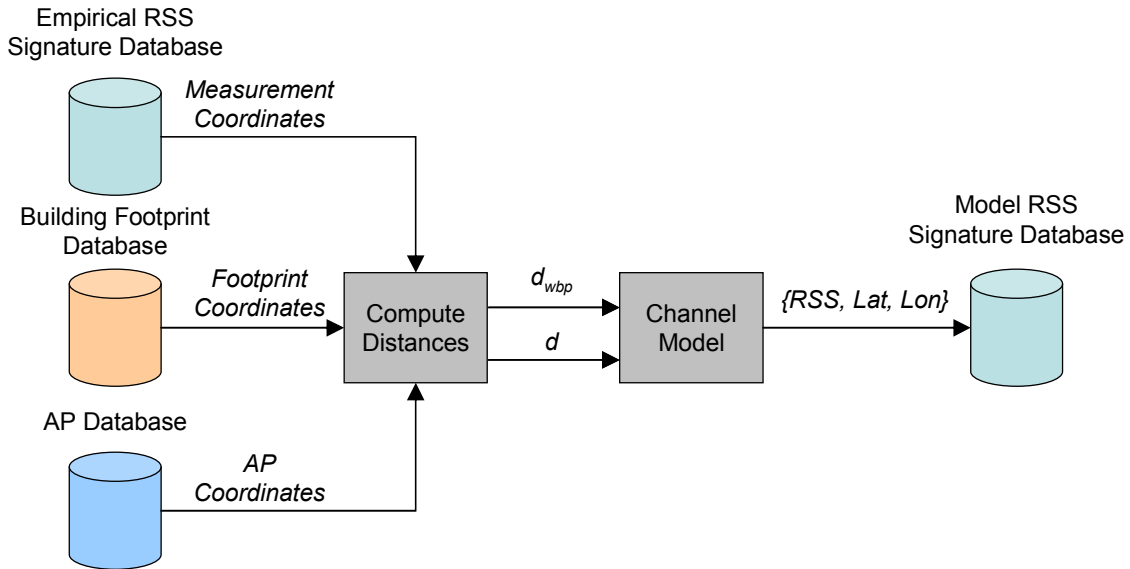 Empirical RSS
Signature Database
Measurement
Coordinates
Building Footprint
Database
Footprint
Coordinates
Compute
Distances
d_wbp
d
Channel
Model
{RSS, Lat, Lon}
Model RSS
Signature Database
AP Database
AP
Coordinates